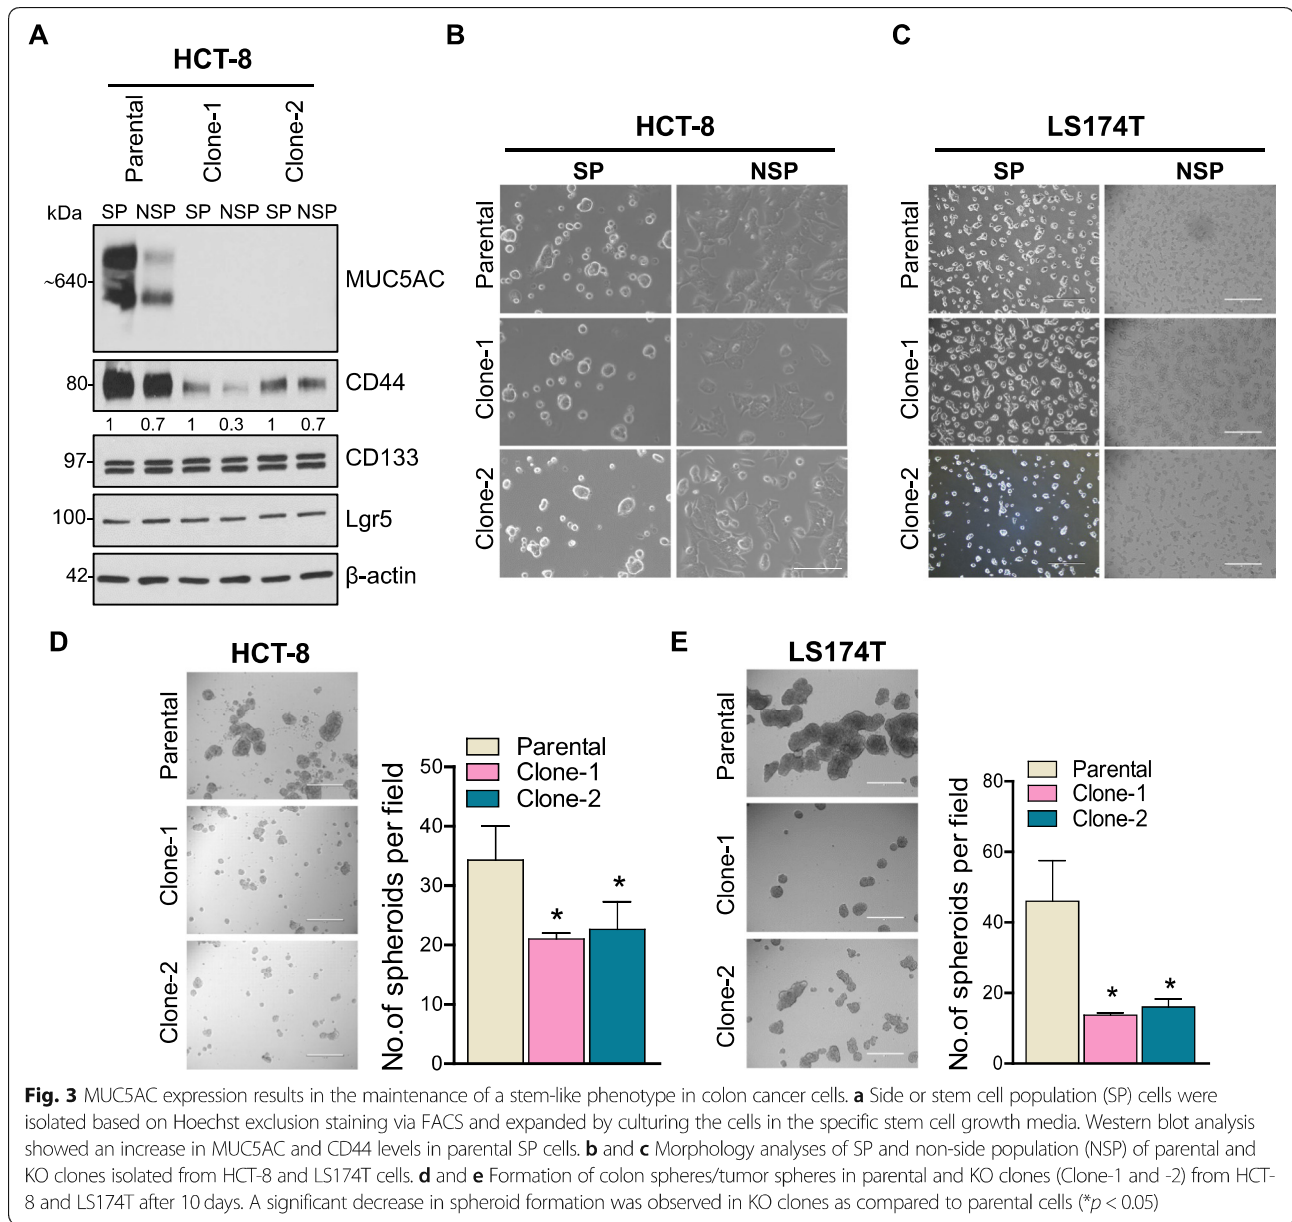 A
HCT-8
Parental
Clone-1
Clone-2
kDa
SP NSP SP NSP SP NSP
~640
MUC5AC
80
CD44
1 0.7 1 0.3 1 0.7
97
CD133
100
Lgr5
42
β-actin
B
HCT-8
SP NSP
Parental
Clone-1
Clone-2
C
LS174T
SP NSP
Parental
Clone-1
Clone-2
D
HCT-8
Parental
Clone-1
Clone-2
Parental
Clone-1
Clone-2
No.of spheroids per field
50
40
30
20
10
0
*
*
E
LS174T
Parental
Clone-1
Clone-2
Parental
Clone-1
Clone-2
No.of spheroids per field
80
60
40
20
0
*
*
Fig. 3 MUC5AC expression results in the maintenance of a stem-like phenotype in colon cancer cells. a Side or stem cell population (SP) cells were
isolated based on Hoechst exclusion staining via FACS and expanded by culturing the cells in the specific stem cell growth media. Western blot analysis
showed an increase in MUC5AC and CD44 levels in parental SP cells. b and c Morphology analyses of SP and non-side population (NSP) of parental and
KO clones isolated from HCT-8 and LS174T cells. d and e Formation of colon spheres/tumor spheres in parental and KO clones (Clone-1 and -2) from HCT-
8 and LS174T after 10 days. A significant decrease in spheroid formation was observed in KO clones as compared to parental cells (*p < 0.05)